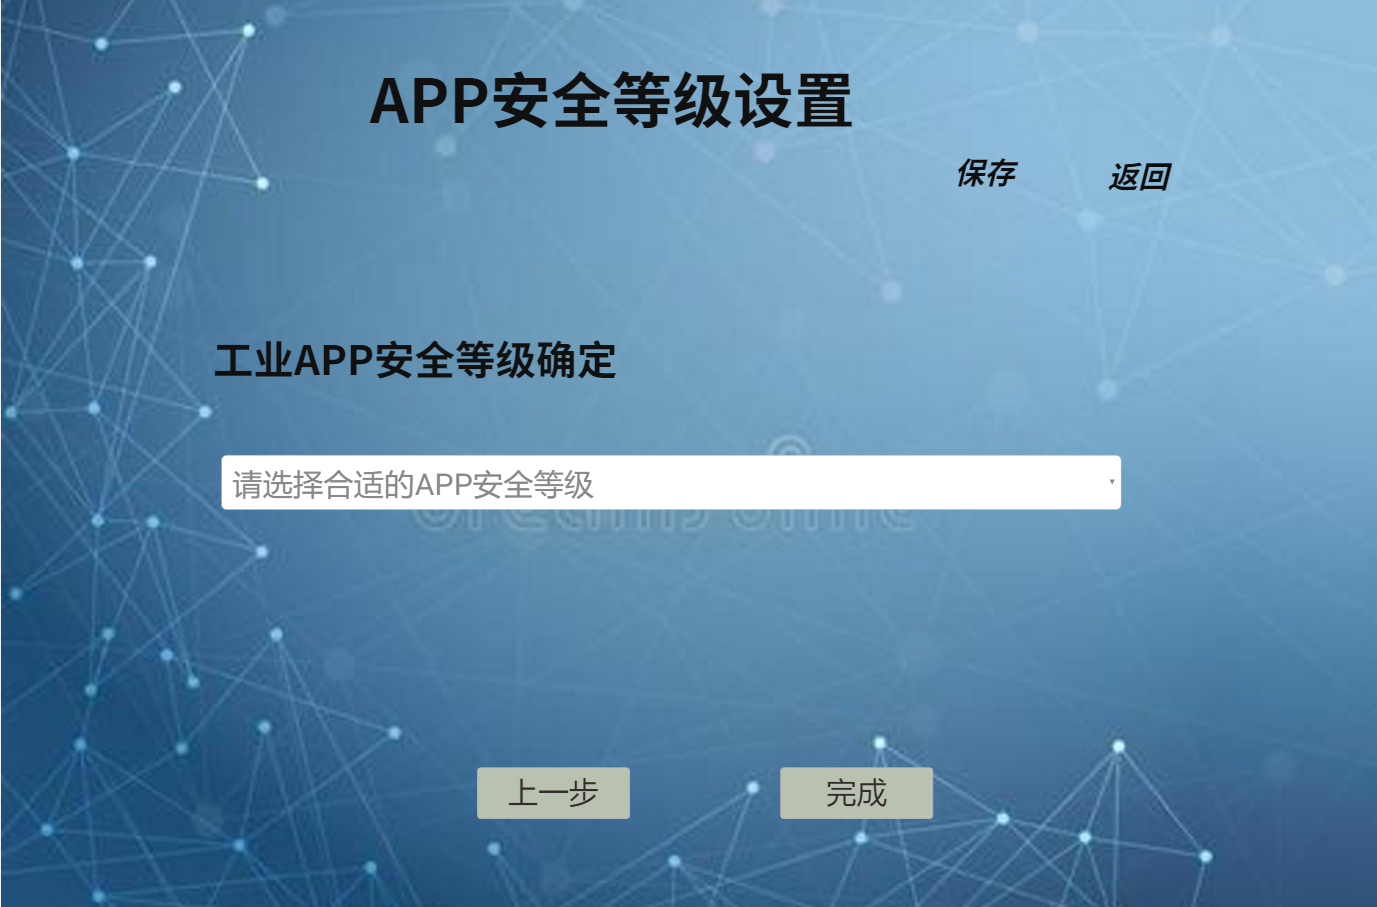 APP安全等级设置
保存
返回
工业APP安全等级确定
请选择合适的APP安全等级
dreamstime
上一步
完成